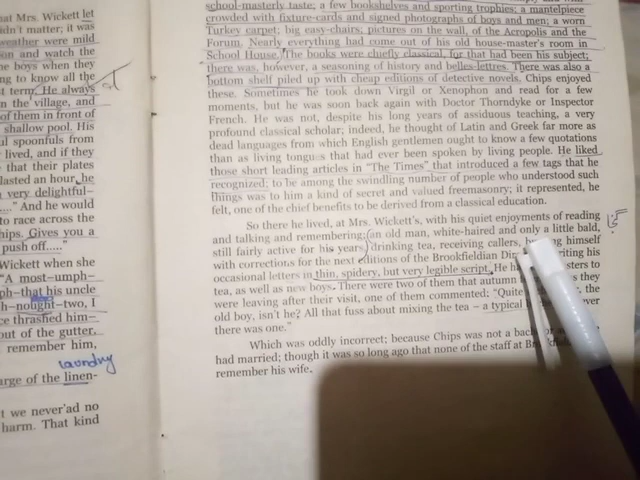 at Mrs. Wickett let
dn't matter; it was
weather were mild
on and watch the
e boys when they
ng to know all the
t term. He always
n the village, and
of them in front of
shallow pool. His
ul spoonfuls from
lived, and if they
that their plates
lasted an hour, he
very delightful–
...." And he would
to race across the
hips. Gives you a
push off....."
Wickett when she
"A most–umph–
ph–that his uncle
h–nought–two, I
ce thrashed him–
out of the gutter.
remember him,
laundry
arge of the linen-
t we never'ad no
harm. That kind
school-masterly taste; a few bookshelves and sporting trophies; a mantelpiece
crowded with fixture-cards and signed photographs of boys and men; a worn
Turkey carpet; big easy-chairs; pictures on the wall, of the Acropolis and the
Forum. Nearly everything had come out of his old house-master's room in
School House. The books were chiefly classical, for that had been his subject;
there was, however, a seasoning of history and belles-lettres. There was also a
bottom shelf piled up with cheap editions of detective novels. Chips enjoyed
these. Sometimes he took down Virgil or Xenophon and read for a few
moments, but he was soon back again with Doctor Thorndyke or Inspector
French. He was not, despite his long years of assiduous teaching, a very
profound classical scholar; indeed, he thought of Latin and Greek far more as
dead languages from which English gentlemen ought to know a few quotations
than as living tongues that had ever been spoken by living people. He liked
those short leading articles in "The Times" that introduced a few tags that he
recognized; to be among the swindling number of people who understood such
things was to him a kind of secret and valued freemasonry; it represented, he
felt, one of the chief benefits to be derived from a classical education.
So there he lived, at Mrs. Wickett's, with his quiet enjoyments of reading
and talking and remembering; (an old man, white-haired and only a little bald,
still fairly active for his years,) drinking tea, receiving callers, himself
with corrections for the next editions of the Brookfieldian writing his
occasional letters in thin, spidery, but very legible script. He
tea, as well as new boys. There were two of them that autumn they
were leaving after their visit, one of them commented: "Quite the
old boy, isn't he? All that fuss about mixing the tea – a typical ever
there was one."
Which was oddly incorrect; because Chips was not a
had married; though it was so long ago that none of the staff at
remember his wife.